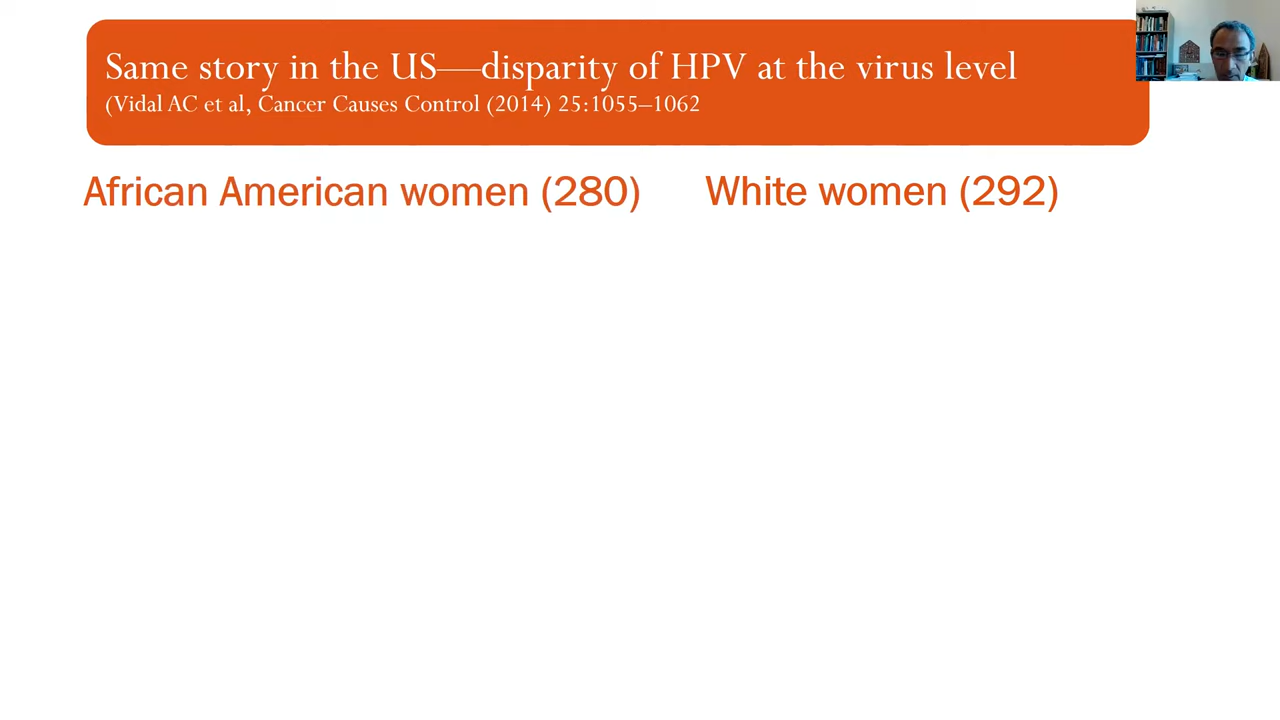 Same story in the US—disparity of HPV at the virus level
(Vidal AC et al, Cancer Causes Control (2014) 25:1055–1062
African American women (280)
White women (292)